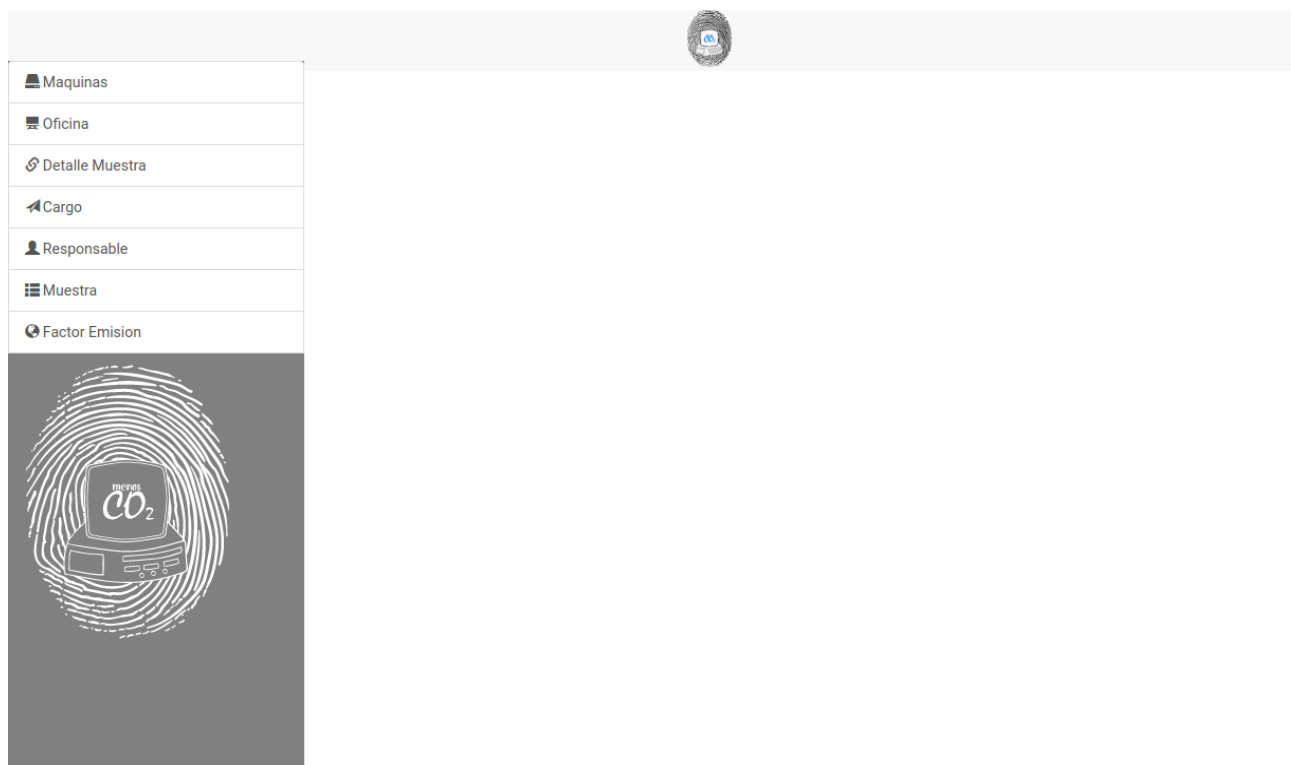 Maquinas
Oficina
Detalle Muestra
Cargo
Responsable
Muestra
Factor Emision
menos
CO2